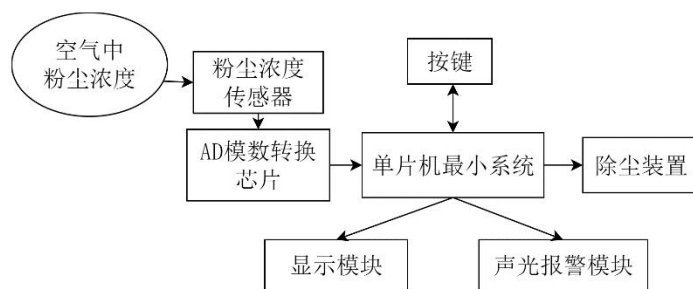 空气中
粉尘浓度
粉尘浓度
传感器
按键
AD模数转换
芯片
单片机最小系统
除尘装置
显示模块
声光报警模块